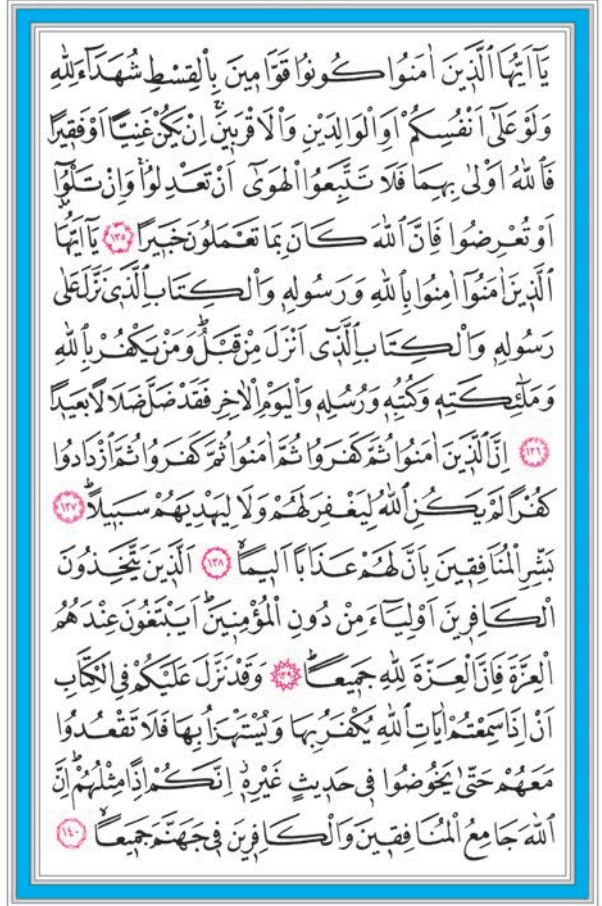 يَٓا اَيُّهَا الَّذ۪ينَ اٰمَنُوا كُونُوا قَوَّام۪ينَ بِالْقِسْطِ شُهَدَٓاءَ لِلّٰهِ
وَلَوْ عَلٰٓى اَنْفُسِكُمْ اَوِ الْوَالِدَيْنِ وَالْاَقْرَب۪ينَۚ اِنْ يَكُنْ غَنِيًّا اَوْ فَق۪يرًا
فَاللّٰهُ اَوْلٰى بِهِمَا فَلَا تَتَّبِعُوا الْهَوٰٓى اَنْ تَعْدِلُواۚ وَاِنْ تَلْوُٓ۫ا
اَوْ تُعْرِضُوا فَاِنَّ اللّٰهَ كَانَ بِمَا تَعْمَلُونَ خَب۪يرًا ﴿١٣٥﴾ يَٓا اَيُّهَا
الَّذ۪ينَ اٰمَنُٓوا اٰمِنُوا بِاللّٰهِ وَرَسُولِه۪ وَالْكِتَابِ الَّذ۪ي نَزَّلَ عَلٰى
رَسُولِه۪ وَالْكِتَابِ الَّذ۪ٓي اَنْزَلَ مِنْ قَبْلُۜ وَمَنْ يَكْفُرْ بِاللّٰهِ
وَمَلٰٓئِكَتِه۪ وَكُتُبِه۪ وَرُسُلِه۪ وَالْيَوْمِ الْاٰخِرِ فَقَدْ ضَلَّ ضَلَالًا بَع۪يدًا
﴿١٣٦﴾ اِنَّ الَّذ۪ينَ اٰمَنُوا ثُمَّ كَفَرُوا ثُمَّ اٰمَنُوا ثُمَّ كَفَرُوا ثُمَّ ازْدَادُوا
كُفْرًا لَمْ يَكُنِ اللّٰهُ لِيَغْفِرَ لَهُمْ وَلَا لِيَهْدِيَهُمْ سَب۪يلًاۜ ﴿١٣٧﴾
بَشِّرِ الْمُنَافِق۪ينَ بِاَنَّ لَهُمْ عَذَابًا اَل۪يمًاۙ ﴿١٣٨﴾ اَلَّذ۪ينَ يَتَّخِذُونَ
الْكَافِر۪ينَ اَوْلِيَٓاءَ مِنْ دُونِ الْمُؤْمِن۪ينَۜ اَيَبْتَغُونَ عِنْدَهُمُ
الْعِزَّةَ فَاِنَّ الْعِزَّةَ لِلّٰهِ جَم۪يعًاۜ ﴿١٣٩﴾ وَقَدْ نَزَّلَ عَلَيْكُمْ فِي الْكِتَابِ
اَنْ اِذَا سَمِعْتُمْ اٰيَاتِ اللّٰهِ يُكْفَرُ بِهَا وَيُسْتَهْزَاُ بِهَا فَلَا تَقْعُدُوا
مَعَهُمْ حَتّٰى يَخُوضُوا ف۪ي حَد۪يثٍ غَيْرِه۪ۘ اِنَّكُمْ اِذًا مِثْلُهُمْۜ اِنَّ
اللّٰهَ جَامِعُ الْمُنَافِق۪ينَ وَالْكَافِر۪ينَ ف۪ي جَهَنَّمَ جَم۪يعًاۙ ﴿١٤٠﴾